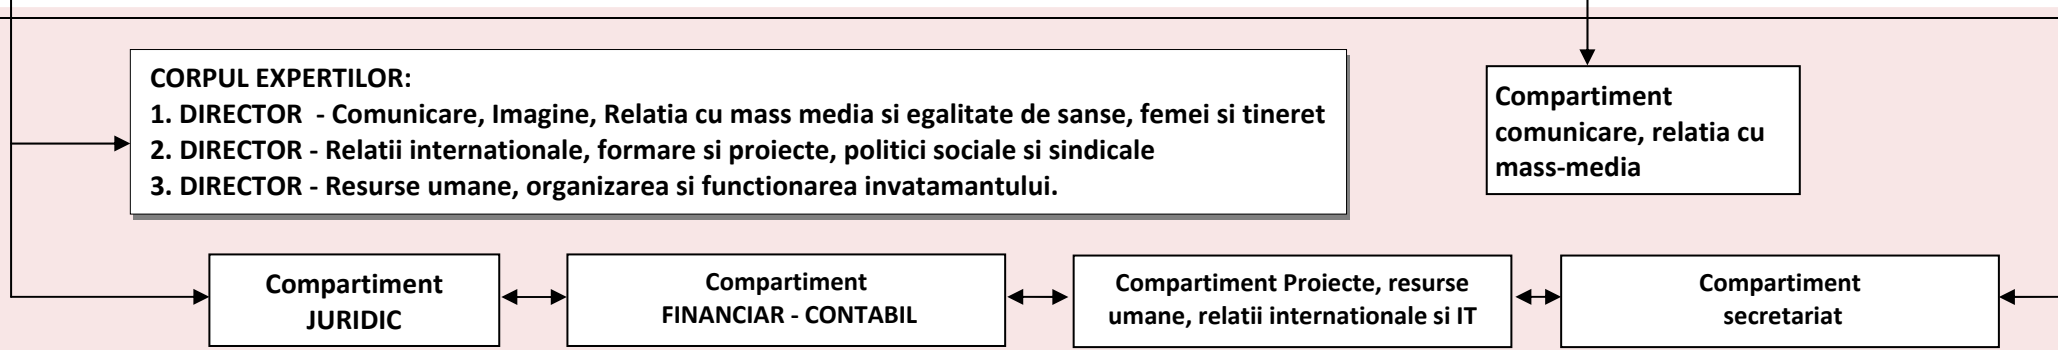 CORPUL EXPERTILOR:
1. DIRECTOR - Comunicare, Imagine, Relatia cu mass media si egalitate de sanse, femei si tineret
2. DIRECTOR - Relatii internationale, formare si proiecte, politici sociale si sindicale
3. DIRECTOR - Resurse umane, organizarea si functionarea invatamantului.
Compartiment
comunicare, relatia cu
mass-media
Compartiment
JURIDIC
Compartiment
FINANCIAR - CONTABIL
Compartiment Proiecte, resurse
umane, relatii internationale si IT
Compartiment
secretariat